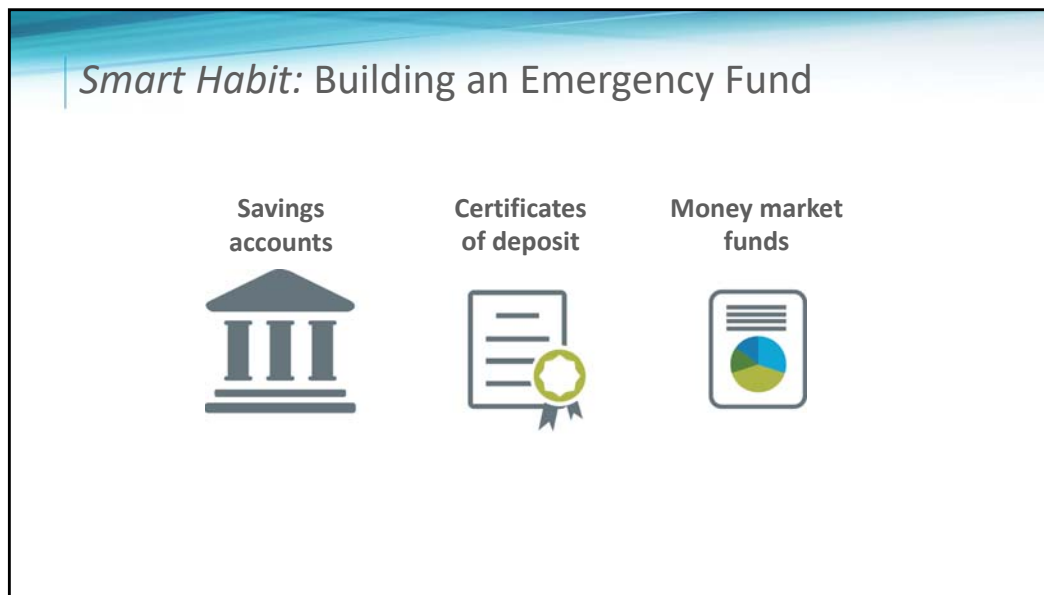 Smart Habit: Building an Emergency Fund
Savings
accounts
Certificates
of deposit
Money market
funds